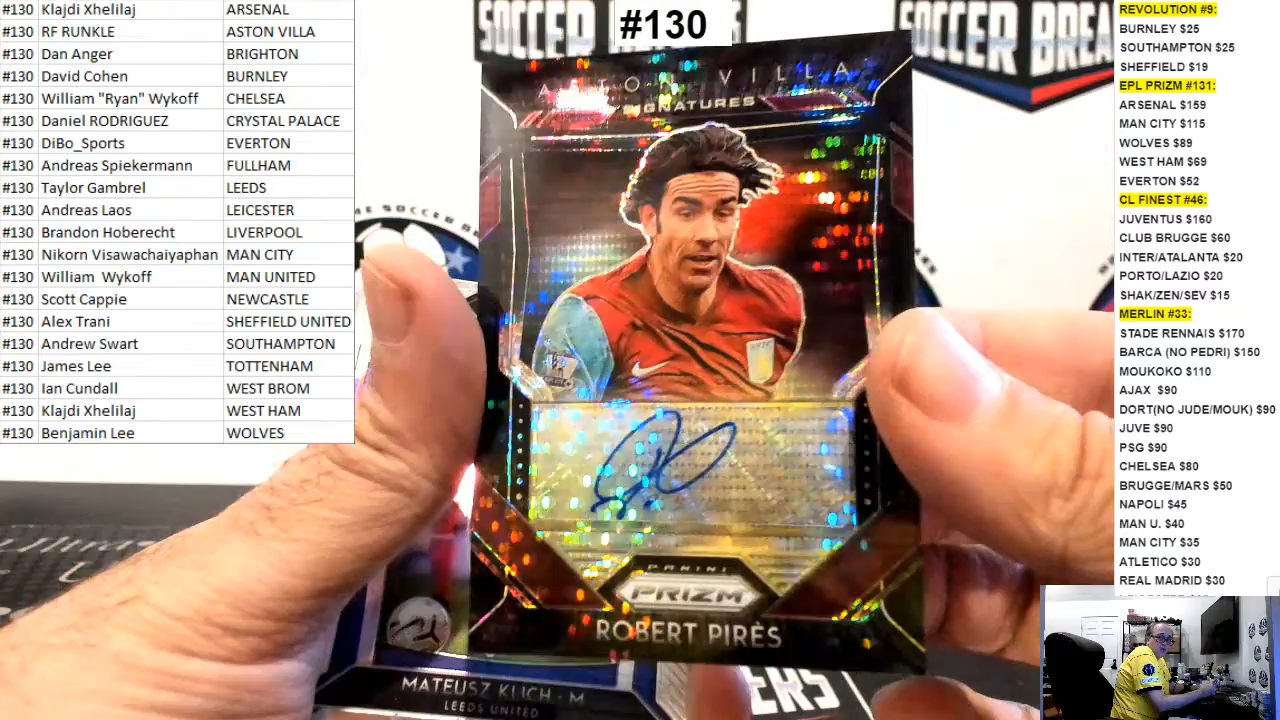 #130 Klajdi Xhelilaj ARSENAL
#130 RF RUNKLE ASTON VILLA
#130 Dan Anger BRIGHTON
#130 David Cohen BURNLEY
#130 William "Ryan" Wykoff CHELSEA
#130 Daniel RODRIGUEZ CRYSTAL PALACE
#130 DiBo_Sports EVERTON
#130 Andreas Spiekermann FULLHAM
#130 Taylor Gambrel LEEDS
#130 Andreas Laos LEICESTER
#130 Brandon Hoberecht LIVERPOOL
#130 Nikorn Visawachaiyaphan MAN CITY
#130 William Wykoff MAN UNITED
#130 Scott Cappie NEWCASTLE
#130 Alex Trani SHEFFIELD UNITED
#130 Andrew Swart SOUTHAMPTON
#130 James Lee TOTTENHAM
#130 Ian Cundall WEST BROM
#130 Klajdi Xhelilaj WEST HAM
#130 Benjamin Lee WOLVES
#130
SOCCER
SOCCER BREA
ASTON VILLA
SIGNATURES
PANINI
PRIZM
ROBERT PIRÈS
MATEUSZ KLICH - M
LEEDS UNITED
ERS
REVOLUTION #9:
BURNLEY $25
SOUTHAMPTON $25
SHEFFIELD $19
EPL PRIZM #131:
ARSENAL $159
MAN CITY $115
WOLVES $89
WEST HAM $69
EVERTON $52
CL FINEST #46:
JUVENTUS $160
CLUB BRUGGE $60
INTER/ATALANTA $20
PORTO/LAZIO $20
SHAK/ZEN/SEV $15
MERLIN #33:
STADE RENNAIS $170
BARCA (NO PEDRI) $150
MOUKOKO $110
AJAX $90
DORT(NO JUDE/MOUK) $90
JUVE $90
PSG $90
CHELSEA $80
BRUGGE/MARS $50
NAPOLI $45
MAN U. $40
MAN CITY $35
ATLETICO $30
REAL MADRID $30